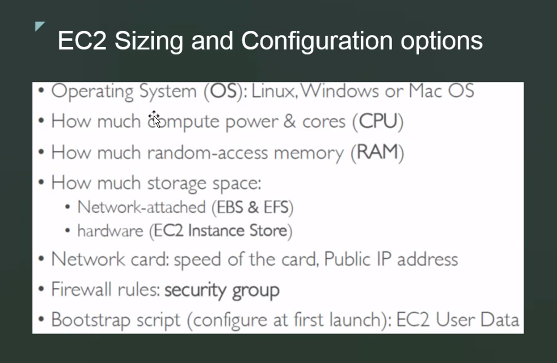 EC2 Sizing and Configuration options
• Operating System (OS): Linux, Windows or Mac OS
• How much compute power & cores (CPU)
• How much random-access memory (RAM)
• How much storage space:
• Network-attached (EBS & EFS)
• hardware (EC2 Instance Store)
• Network card: speed of the card, Public IP address
• Firewall rules: security group
• Bootstrap script (configure at first launch): EC2 User Data